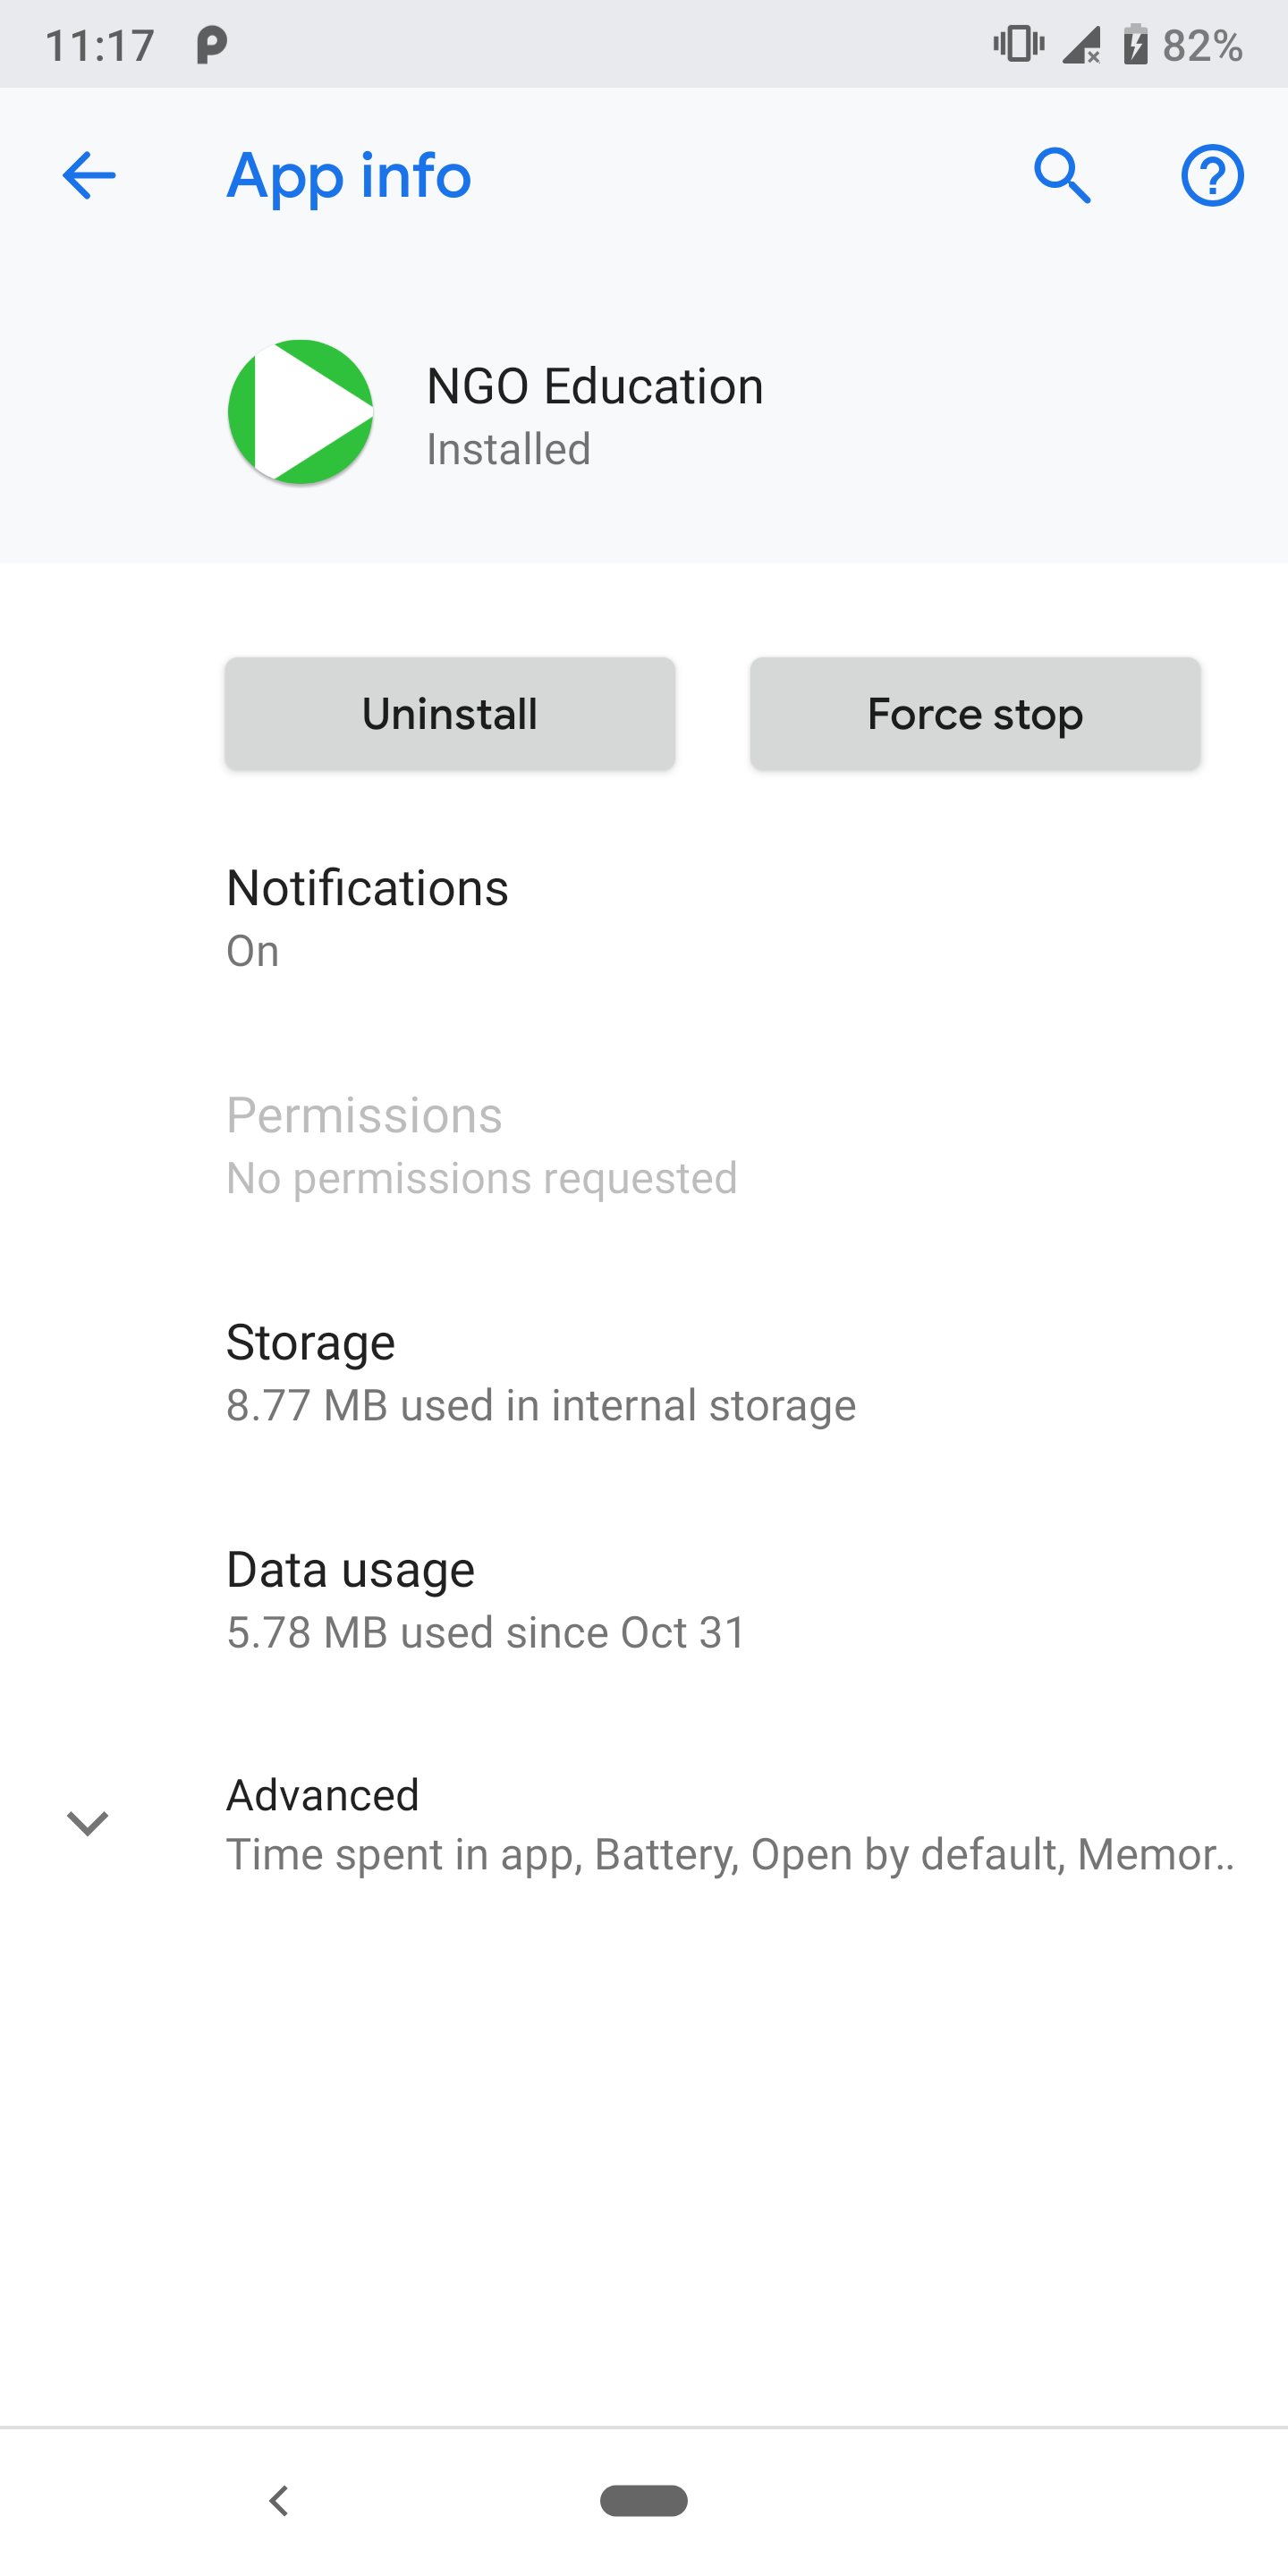 11:17 82%
App info
NGO Education
Installed
Uninstall Force stop
Notifications
On
Permissions
No permissions requested
Storage
8.77 MB used in internal storage
Data usage
5.78 MB used since Oct 31
Advanced
Time spent in app, Battery, Open by default, Memor..